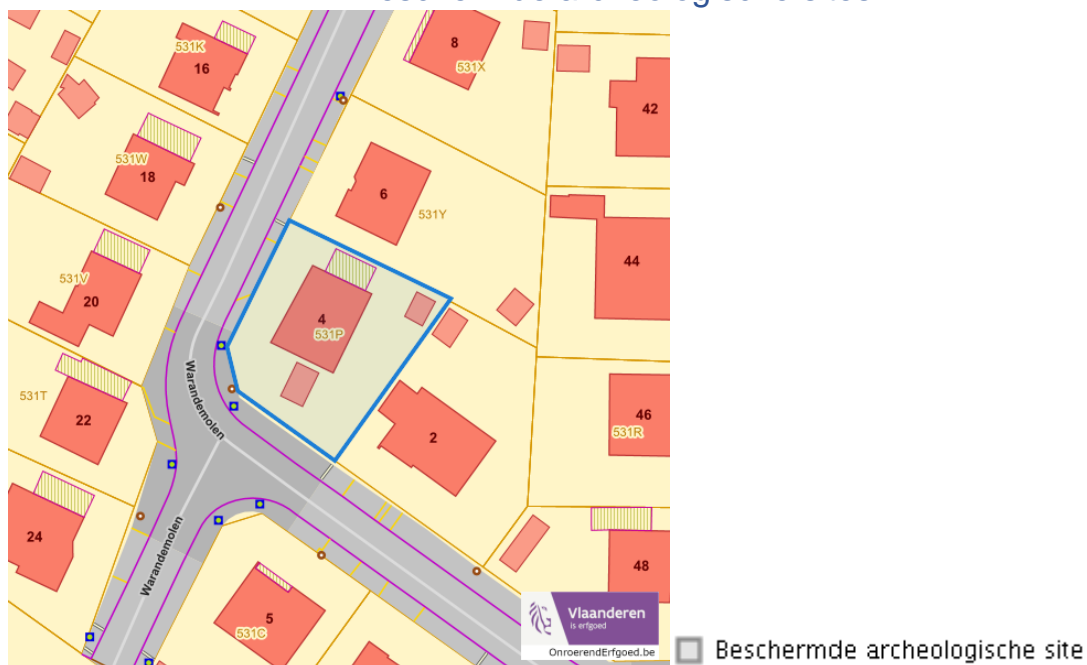 8
531K
16
531X
42
531W
18
6
531Y
44
531V
20
4
531P
Warandemolen
531T
22
2
46
531R
24
Warandemolen
48
5
531C
Vlaanderen
is erfgoed
OnroerendErfgoed.be
Beschermde archeologische site